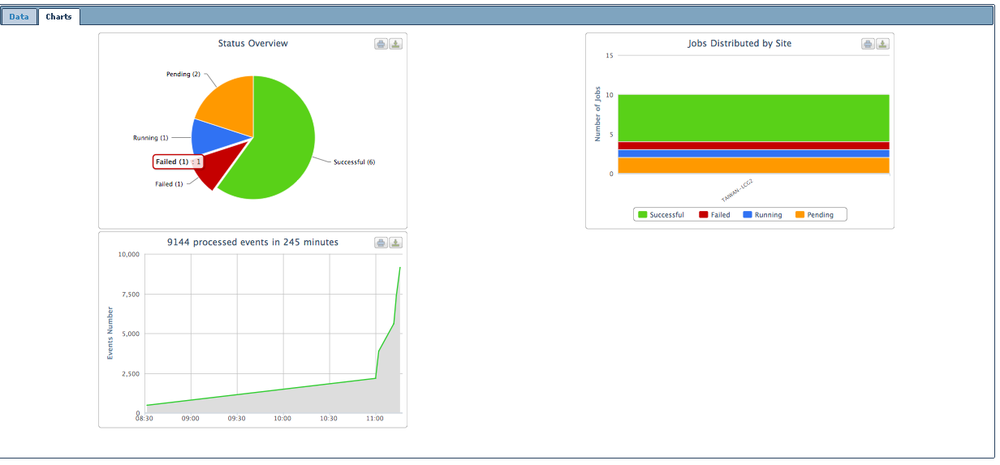 Data Charts
Status Overview
Pending (2)
Running (1)
Failed (1) : 1
Failed (1)
Successful (6)
Jobs Distributed by Site
Number of Jobs
15
10
5
0
TAIWAN-LCG2
Successful Failed Running Pending
9144 processed events in 245 minutes
Events Number
10,000
7,500
5,000
2,500
0
08:30 09:00 09:30 10:00 10:30 11:00